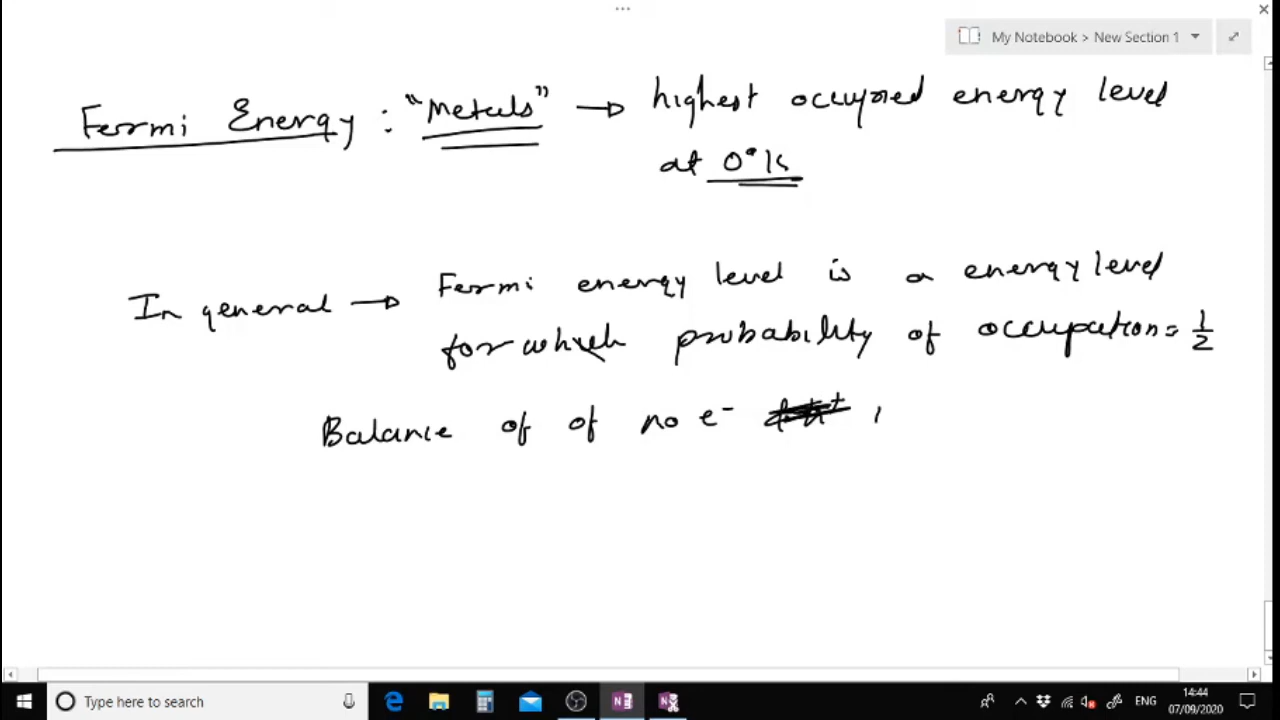 My Notebook > New Section 1
Fermi Energy : "Metals" → highest occupied energy level
at 0°K
In general → Fermi energy level is a energy level
for which probability of occupation = 1/2
Balance of of no e⁻
Type here to search
ENG
14:44
07/09/2020